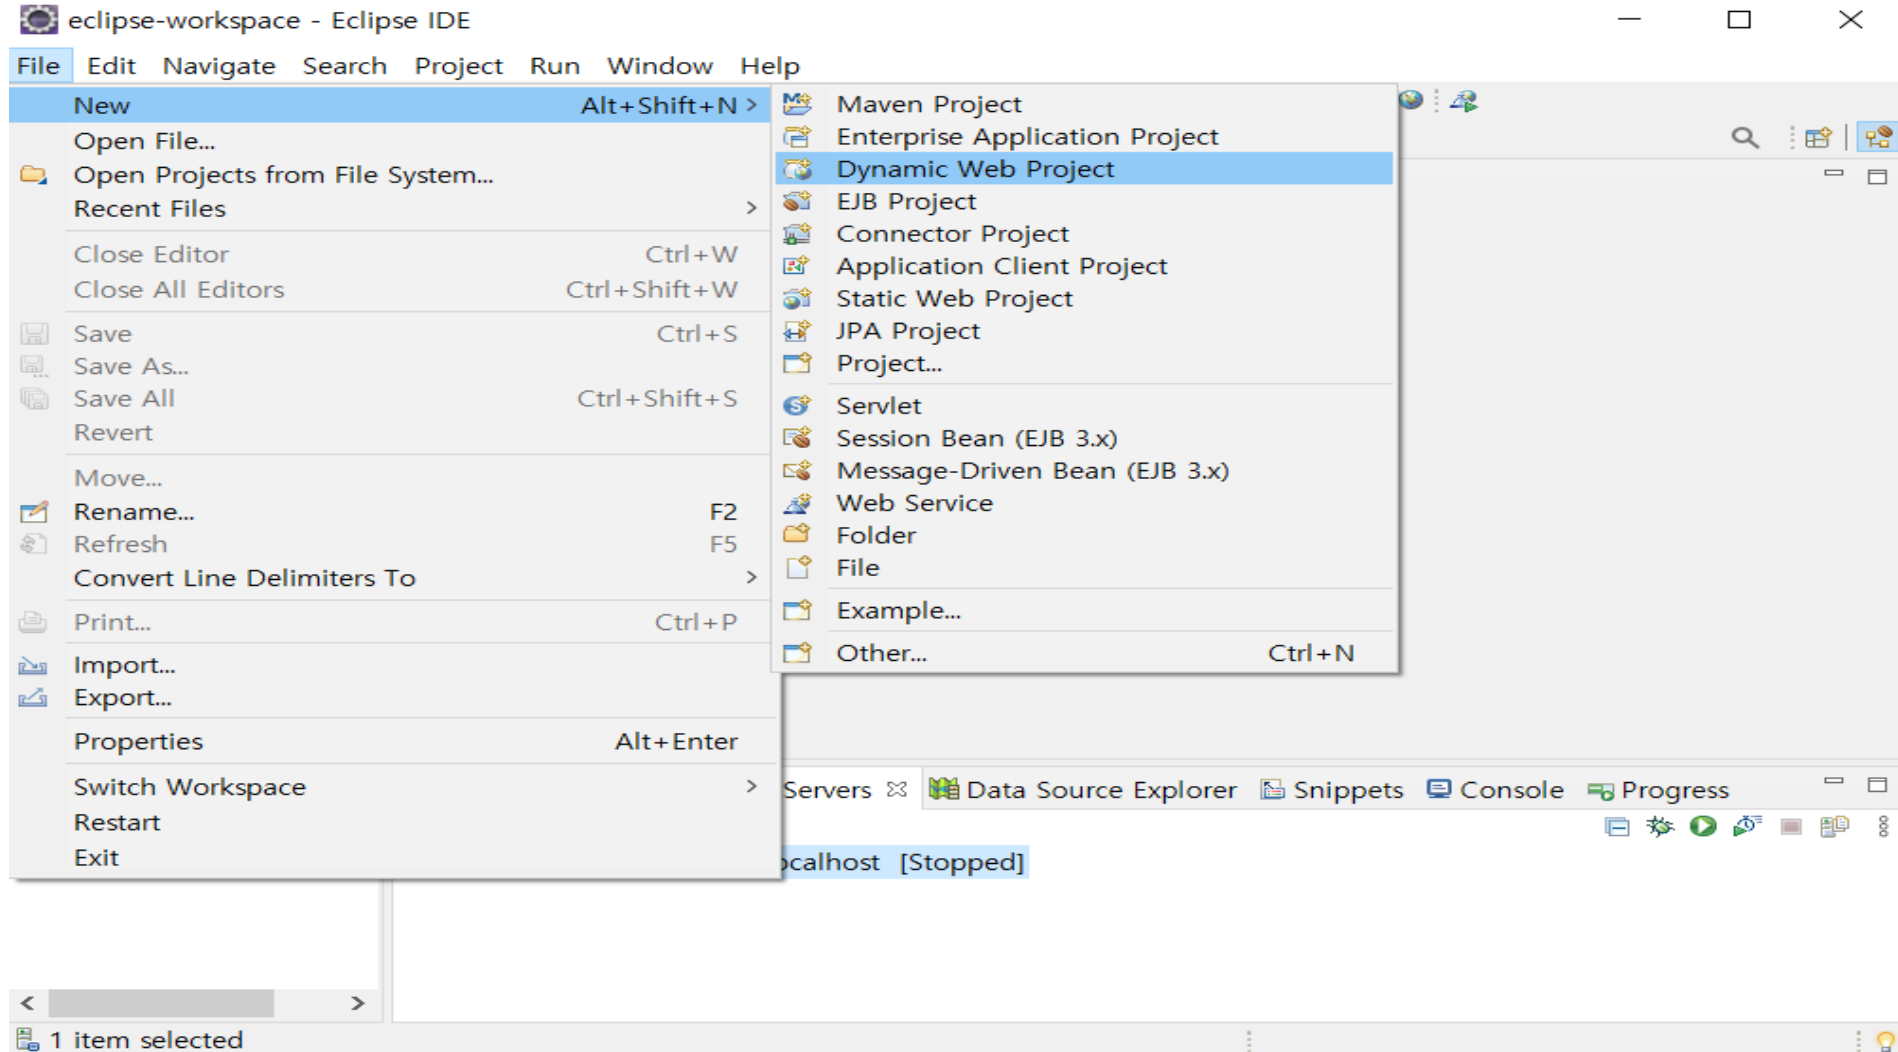 eclipse-workspace - Eclipse IDE
File Edit Navigate Search Project Run Window Help
New Alt+Shift+N >
Open File...
Open Projects from File System...
Recent Files >
Close Editor Ctrl+W
Close All Editors Ctrl+Shift+W
Save Ctrl+S
Save As...
Save All Ctrl+Shift+S
Revert
Move...
Rename... F2
Refresh F5
Convert Line Delimiters To >
Print... Ctrl+P
Import...
Export...
Properties Alt+Enter
Switch Workspace >
Restart
Exit
Maven Project
Enterprise Application Project
Dynamic Web Project
EJB Project
Connector Project
Application Client Project
Static Web Project
JPA Project
Project...
Servlet
Session Bean (EJB 3.x)
Message-Driven Bean (EJB 3.x)
Web Service
Folder
File
Example...
Other... Ctrl+N
Servers Data Source Explorer Snippets Console Progress
ocalhost [Stopped]
1 item selected